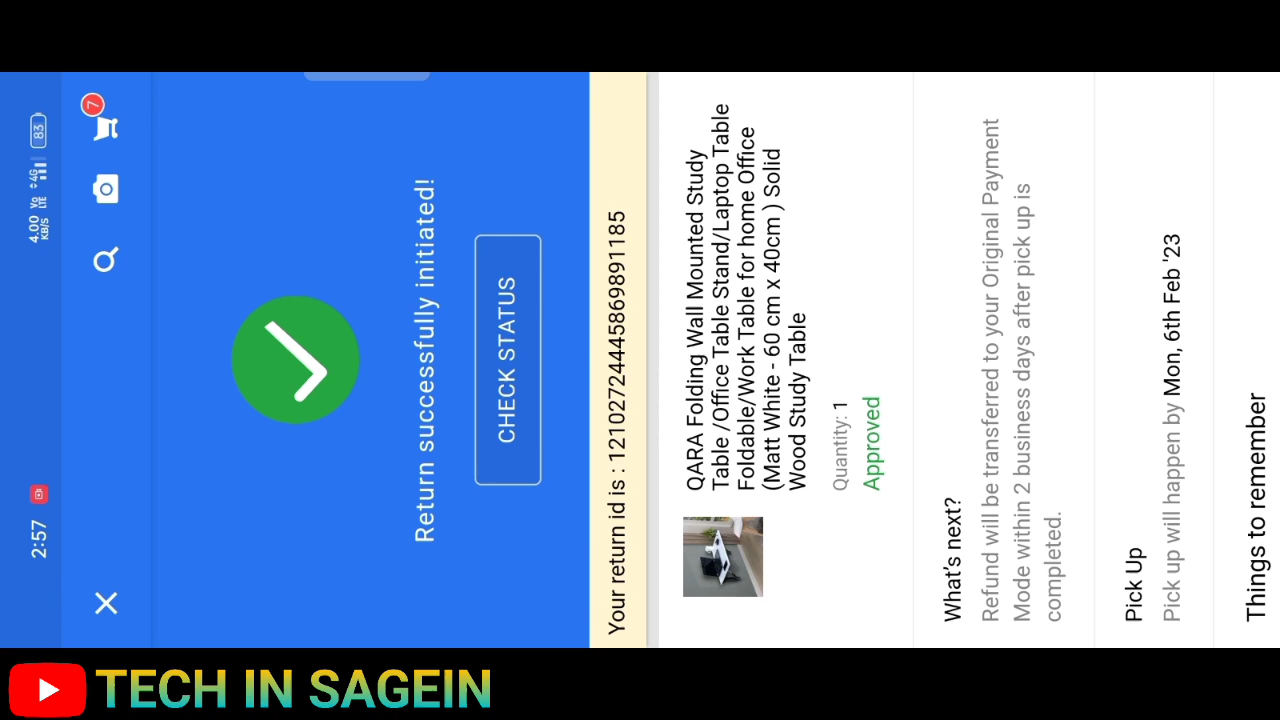 2:57
4.00
KB/S
Vo
LTE
4G
83
7
Return successfully initiated!
CHECK STATUS
Your return id is : 12102724445869891185
QARA Folding Wall Mounted Study
Table /Office Table Stand/Laptop Table
Foldable/Work Table for home Office
(Matt White - 60 cm x 40cm ) Solid
Wood Study Table
Quantity: 1
Approved
What's next?
Refund will be transferred to your Original Payment
Mode within 2 business days after pick up is
completed.
Pick Up
Pick up will happen by Mon, 6th Feb '23
Things to remember
TECH IN SAGEIN